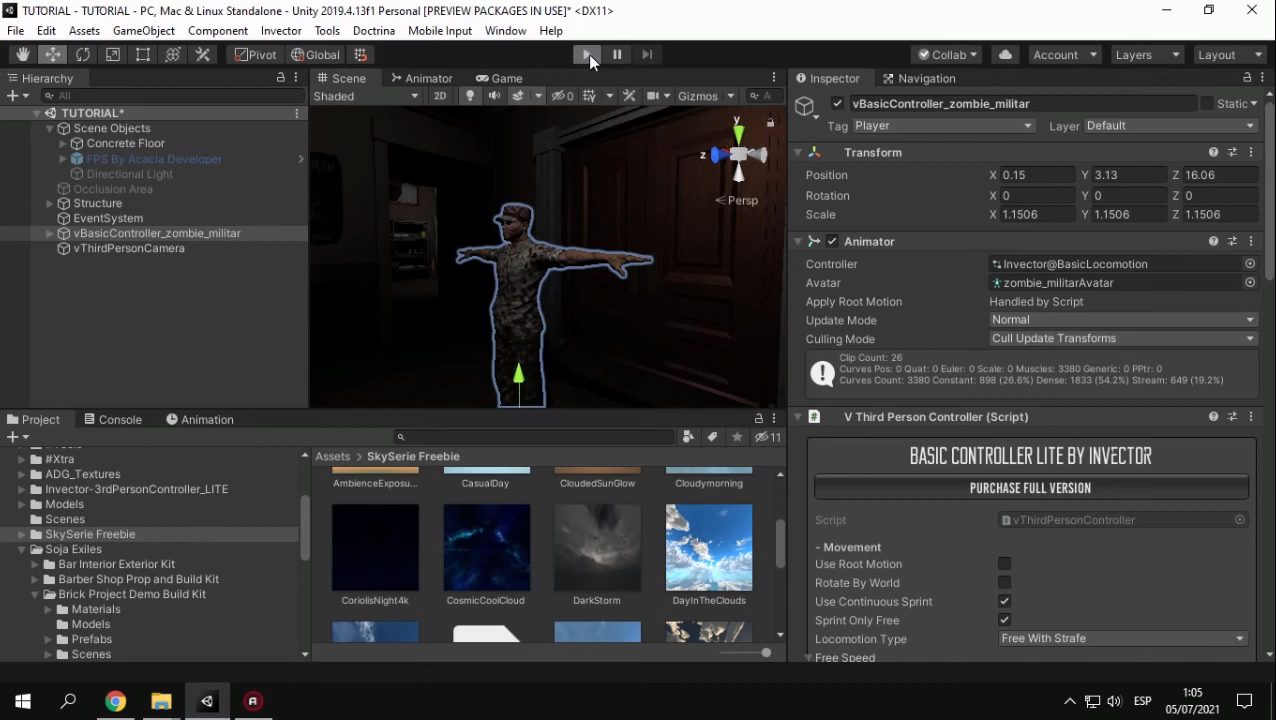 TUTORIAL - TUTORIAL - PC, Mac & Linux Standalone - Unity 2019.4.13f1 Personal [PREVIEW PACKAGES IN USE]* <DX11>
File Edit Assets GameObject Component Invector Tools Doctrina Mobile Input Window Help
Pivot Global Collab Account Layers Layout
Hierarchy
All
TUTORIAL*
Scene Objects
Concrete Floor
FPS By Acacia Developer
Directional Light
Occlusion Area
Structure
EventSystem
vBasicController_zombie_militar
vThirdPersonCamera
Scene Animator Game
Shaded 2D 0 Gizmos A
y
z
Persp
Inspector Navigation
vBasicController_zombie_militar Static
Tag Player Layer Default
Transform
Position X 0.15 Y 3.13 Z 16.06
Rotation X 0 Y 0 Z 0
Scale X 1.1506 Y 1.1506 Z 1.1506
Animator
Controller Invector@BasicLocomotion
Avatar zombie_militarAvatar
Apply Root Motion Handled by Script
Update Mode Normal
Culling Mode Cull Update Transforms
Clip Count: 26
Curves Pos: 0 Quat: 0 Euler: 0 Scale: 0 Muscles: 3380 Generic: 0 PPtr: 0
Curves Count: 3380 Constant: 898 (26.6%) Dense: 1833 (54.2%) Stream: 649 (19.2%)
# V Third Person Controller (Script)
BASIC CONTROLLER LITE BY INVECTOR
PURCHASE FULL VERSION
Script vThirdPersonController
- Movement
Use Root Motion
Rotate By World
Use Continuous Sprint
Sprint Only Free
Locomotion Type Free With Strafe
Free Speed
Project Console Animation
11
#Xtra
ADG_Textures
Invector-3rdPersonController_LITE
Models
Scenes
SkySerie Freebie
Soja Exiles
Bar Interior Exterior Kit
Barber Shop Prop and Build Kit
Brick Project Demo Build Kit
Materials
Models
Prefabs
Scenes
Assets > SkySerie Freebie
AmbienceExposu... CasualDay CloudedSunGlow Cloudymorning
CoriolisNight4k CosmicCoolCloud DarkStorm DayInTheClouds
ESP
1:05
05/07/2021